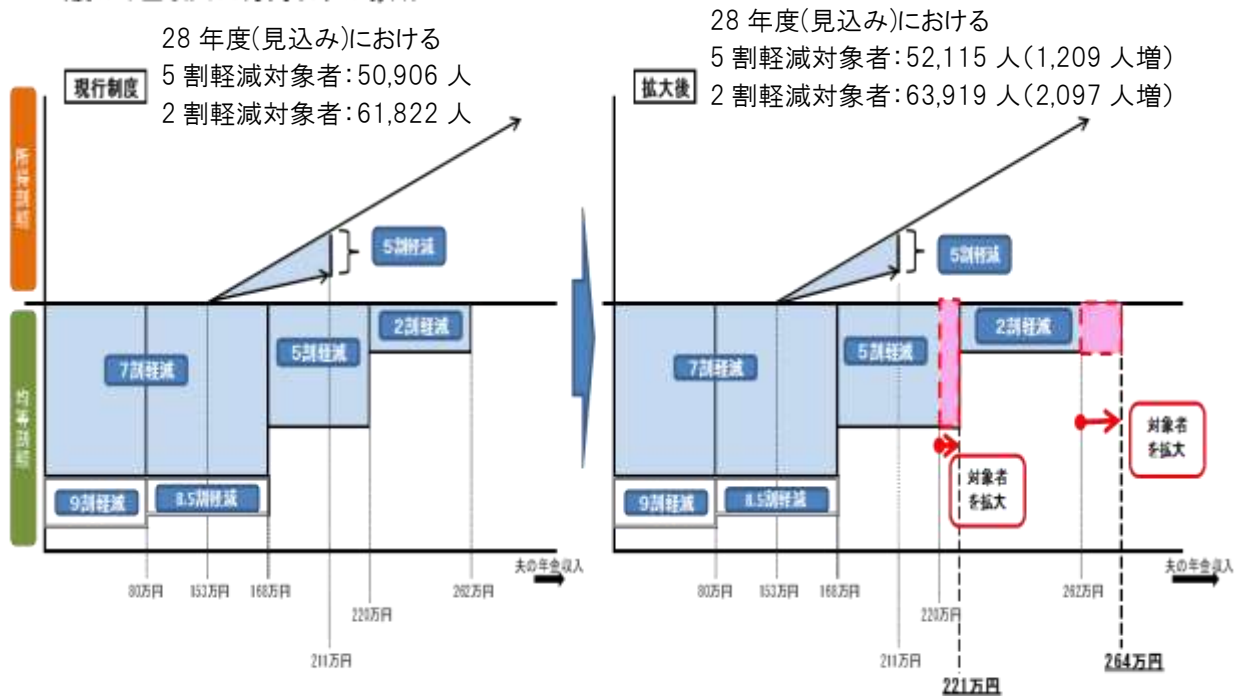 28 年度(見込み)における
5 割軽減対象者:50,906 人
2 割軽減対象者:61,822 人
現行制度
所得割額
5割軽減
7割軽減
5割軽減
2割軽減
均等割額
9割軽減
8.5割軽減
夫の年金収入
80万円
153万円
168万円
220万円
262万円
211万円
28 年度(見込み)における
5 割軽減対象者:52,115 人(1,209 人増)
2 割軽減対象者:63,919 人(2,097 人増)
拡大後
5割軽減
7割軽減
5割軽減
2割軽減
対象者
を拡大
対象者
を拡大
9割軽減
8.5割軽減
夫の年金収入
80万円
153万円
168万円
220万円
262万円
211万円
221万円
264万円